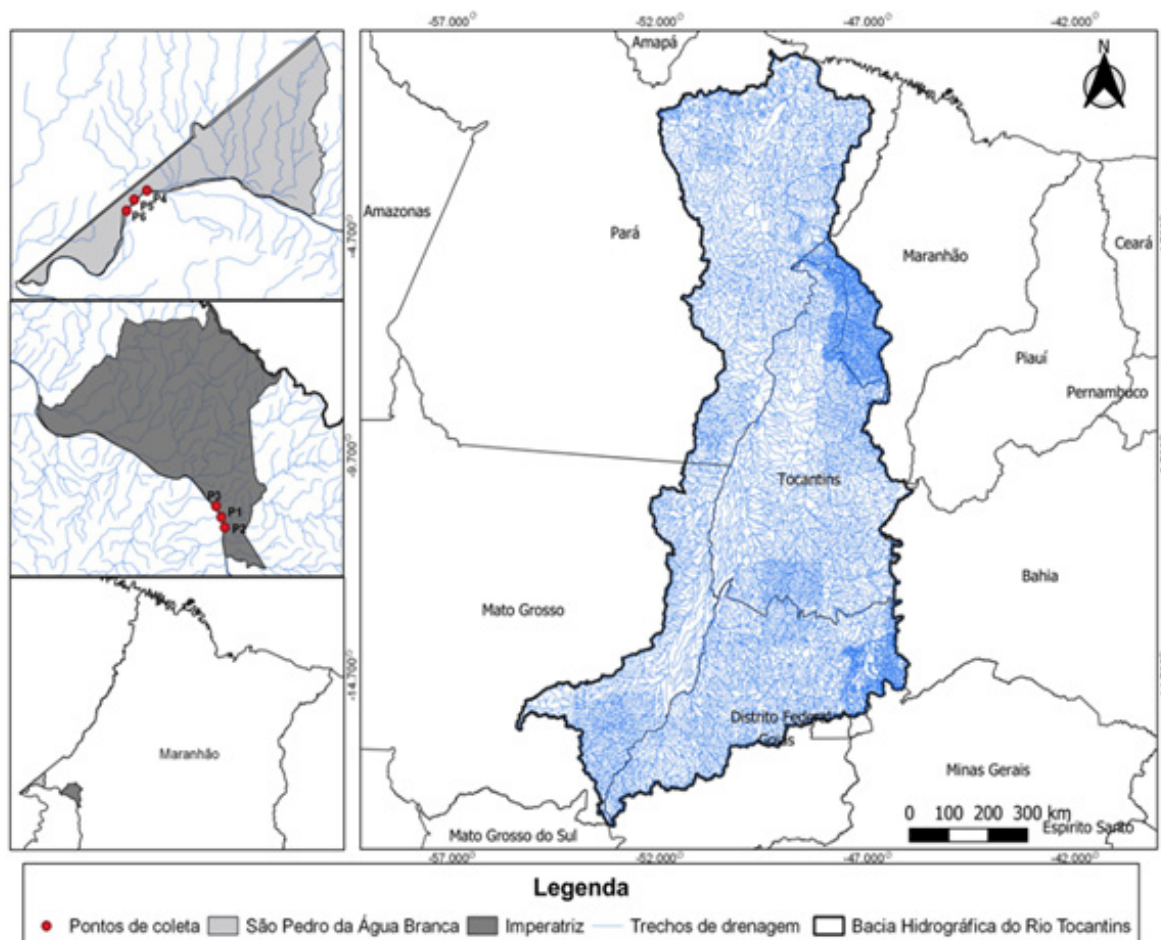 -57.000
-52.000
-47.000
-42.000
Amapá
N
P4
P5
P6
-4.700
Amazonas
Pará
Maranhão
Ceará
Piauí
Pernambuco
-9.700
P3
P1
P2
Tocantins
Bahia
Mato Grosso
-14.700
Maranhão
Distrito Federal
Goiás
Minas Gerais
0 100 200 300 km
Mato Grosso do Sul
Espírito Santo
-57.000
-52.000
-47.000
-42.000
Legenda
Pontos de coleta São Pedro da Água Branca Imperatriz Trechos de drenagem Bacia Hidrográfica do Rio Tocantins